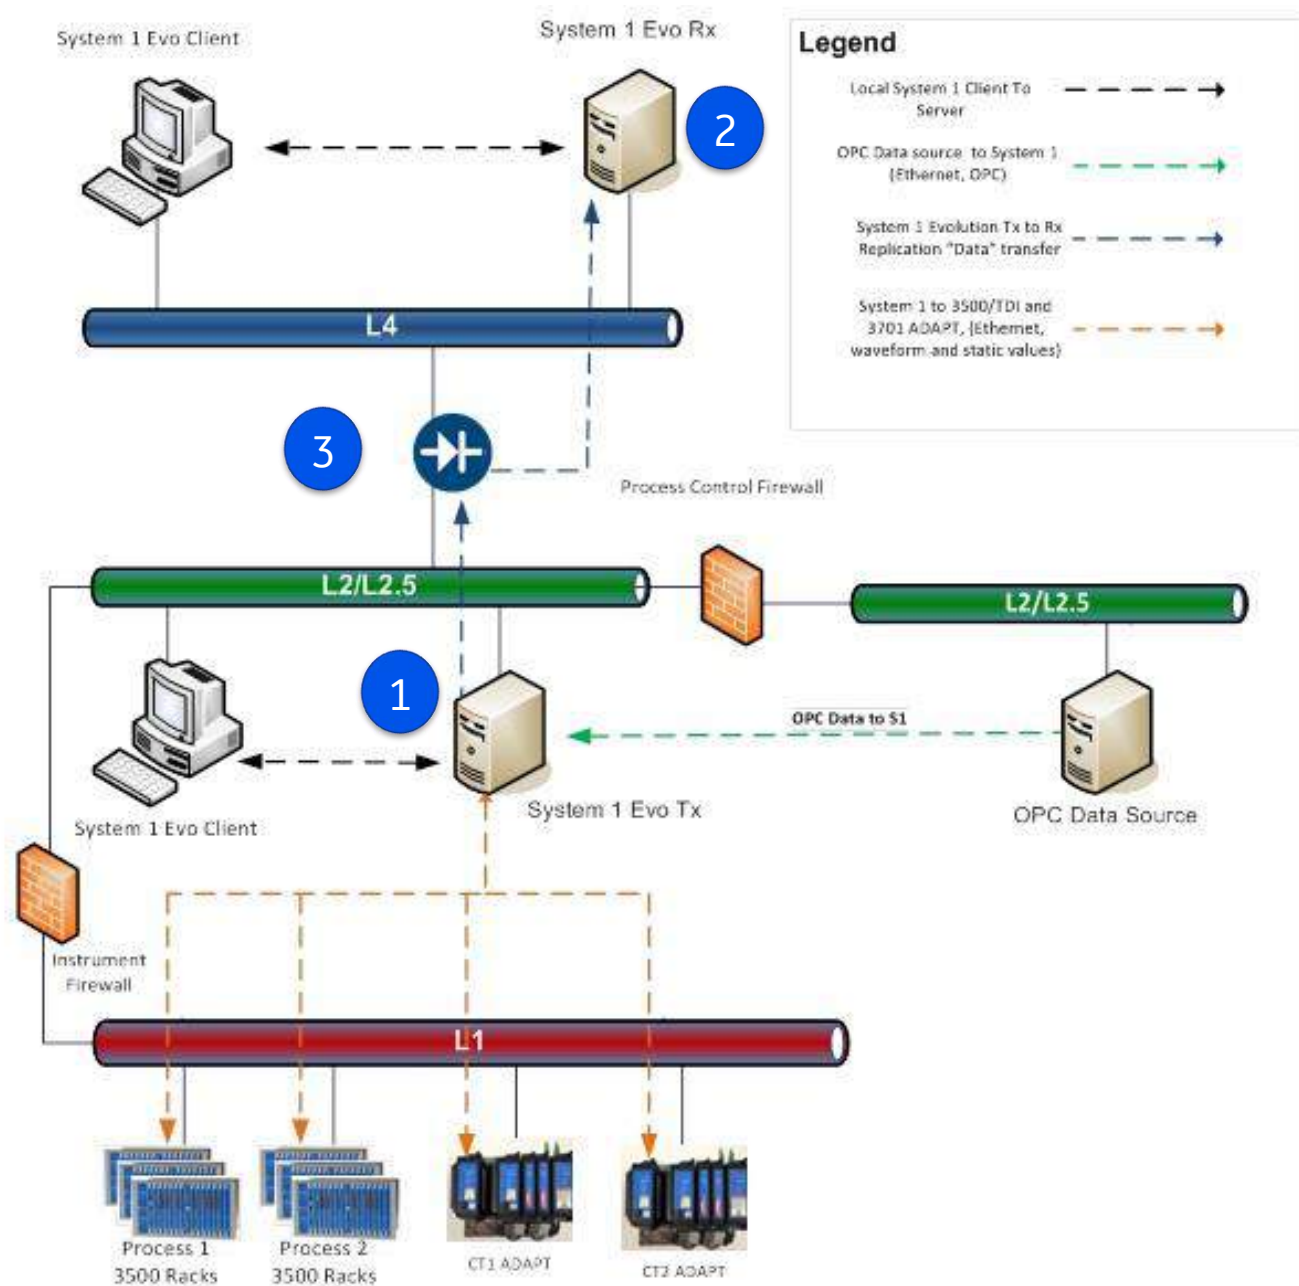 System 1 Evo Client
System 1 Evo Rx
2
Legend
Local System 1 Client To
Server
OPC Data source to System 1
(Ethernet, OPC)
System 1 Evolution Tx to Rx
Replication "Data" transfer
System 1 to 3500/TDI and
3701 ADAPT, (Ethernet,
waveform and static values)
L4
3
Process Control Firewall
L2/L2.5
L2/L2.5
1
OPC Data to S1
System 1 Evo Tx
OPC Data Source
System 1 Evo Client
Instrument
Firewall
L1
Process 1
3500 Racks
Process 2
3500 Racks
CT1 ADAPT
CT2 ADAPT